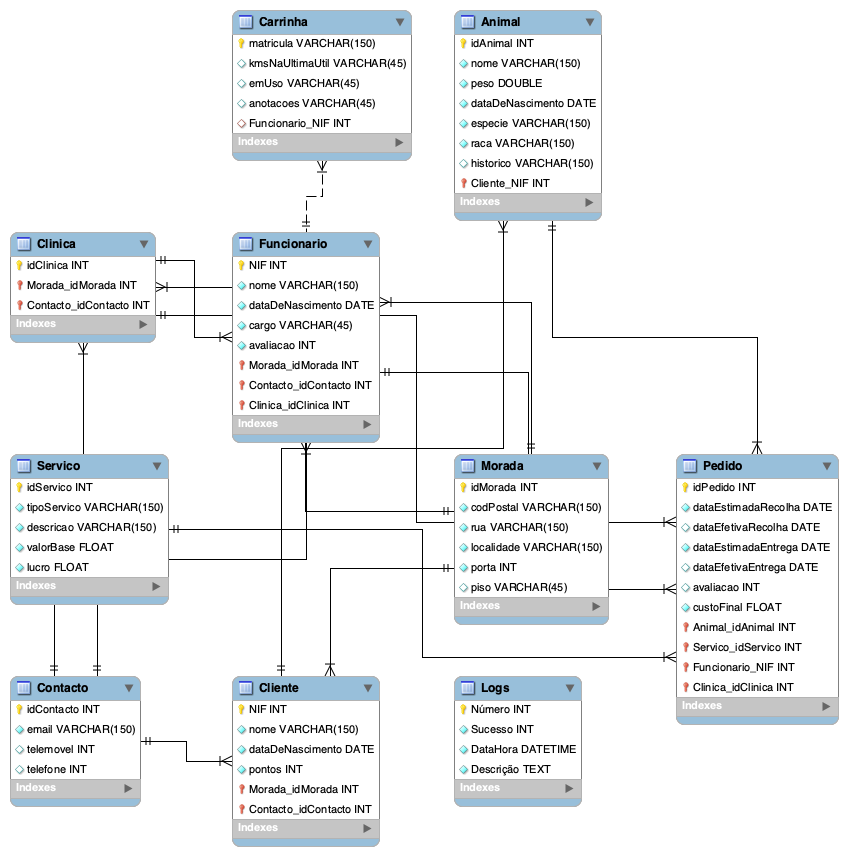 Carrinha
matricula VARCHAR(150)
kmsNaUltimaUtil VARCHAR(45)
emUso VARCHAR(45)
anotacoes VARCHAR(45)
Funcionario_NIF INT
Indexes
Animal
idAnimal INT
nome VARCHAR(150)
peso DOUBLE
dataDeNascimento DATE
especie VARCHAR(150)
raca VARCHAR(150)
historico VARCHAR(150)
Cliente_NIF INT
Indexes
Clinica
idClinica INT
Morada_idMorada INT
Contacto_idContacto INT
Indexes
Funcionario
NIF INT
nome VARCHAR(150)
dataDeNascimento DATE
cargo VARCHAR(45)
avaliacao INT
Morada_idMorada INT
Contacto_idContacto INT
Clinica_idClinica INT
Indexes
Servico
idServico INT
tipoServico VARCHAR(150)
descricao VARCHAR(150)
valorBase FLOAT
lucro FLOAT
Indexes
Morada
idMorada INT
codPostal VARCHAR(150)
rua VARCHAR(150)
localidade VARCHAR(150)
porta INT
piso VARCHAR(45)
Indexes
Pedido
idPedido INT
dataEstimadaRecolha DATE
dataEfetivaRecolha DATE
dataEstimadaEntrega DATE
dataEfetivaEntrega DATE
avaliacao INT
custoFinal FLOAT
Animal_idAnimal INT
Servico_idServico INT
Funcionario_NIF INT
Clinica_idClinica INT
Indexes
Contacto
idContacto INT
email VARCHAR(150)
telemovel INT
telefone INT
Indexes
Cliente
NIF INT
nome VARCHAR(150)
dataDeNascimento DATE
pontos INT
Morada_idMorada INT
Contacto_idContacto INT
Indexes
Logs
Número INT
Sucesso INT
DataHora DATETIME
Descrição TEXT
Indexes